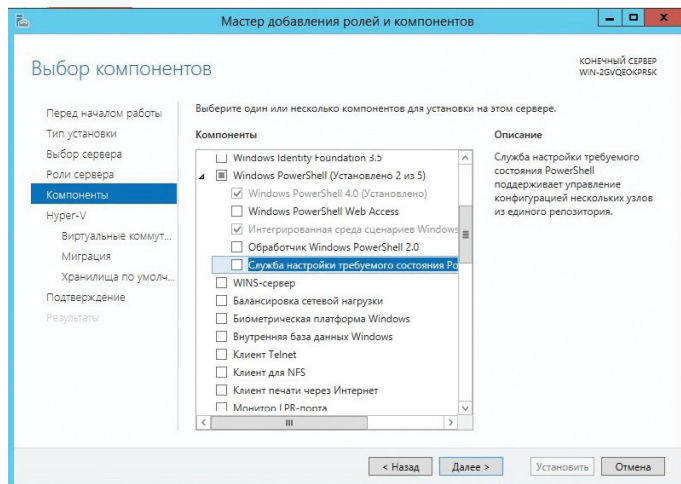 Мастер добавления ролей и компонентов
Выбор компонентов
КОНЕЧНЫЙ СЕРВЕР
WIN-2GVQEOKPR5K
Перед началом работы
Тип установки
Выбор сервера
Роли сервера
Компоненты
Hyper-V
Виртуальные коммут...
Миграция
Хранилища по умолч...
Подтверждение
Результаты
Выберите один или несколько компонентов для установки на этом сервере.
Компоненты
Windows Identity Foundation 3.5
Windows PowerShell (Установлено 2 из 5)
Windows PowerShell 4.0 (Установлено)
Windows PowerShell Web Access
Интегрированная среда сценариев Windows
Обработчик Windows PowerShell 2.0
Служба настройки требуемого состояния Po
WINS-сервер
Балансировка сетевой нагрузки
Биометрическая платформа Windows
Внутренняя база данных Windows
Клиент Telnet
Клиент для NFS
Клиент печати через Интернет
Монитор LPR-порта
Описание
Служба настройки требуемого
состояния PowerShell
поддерживает управление
конфигурацией нескольких узлов
из единого репозитория.
< Назад
Далее >
Установить
Отмена